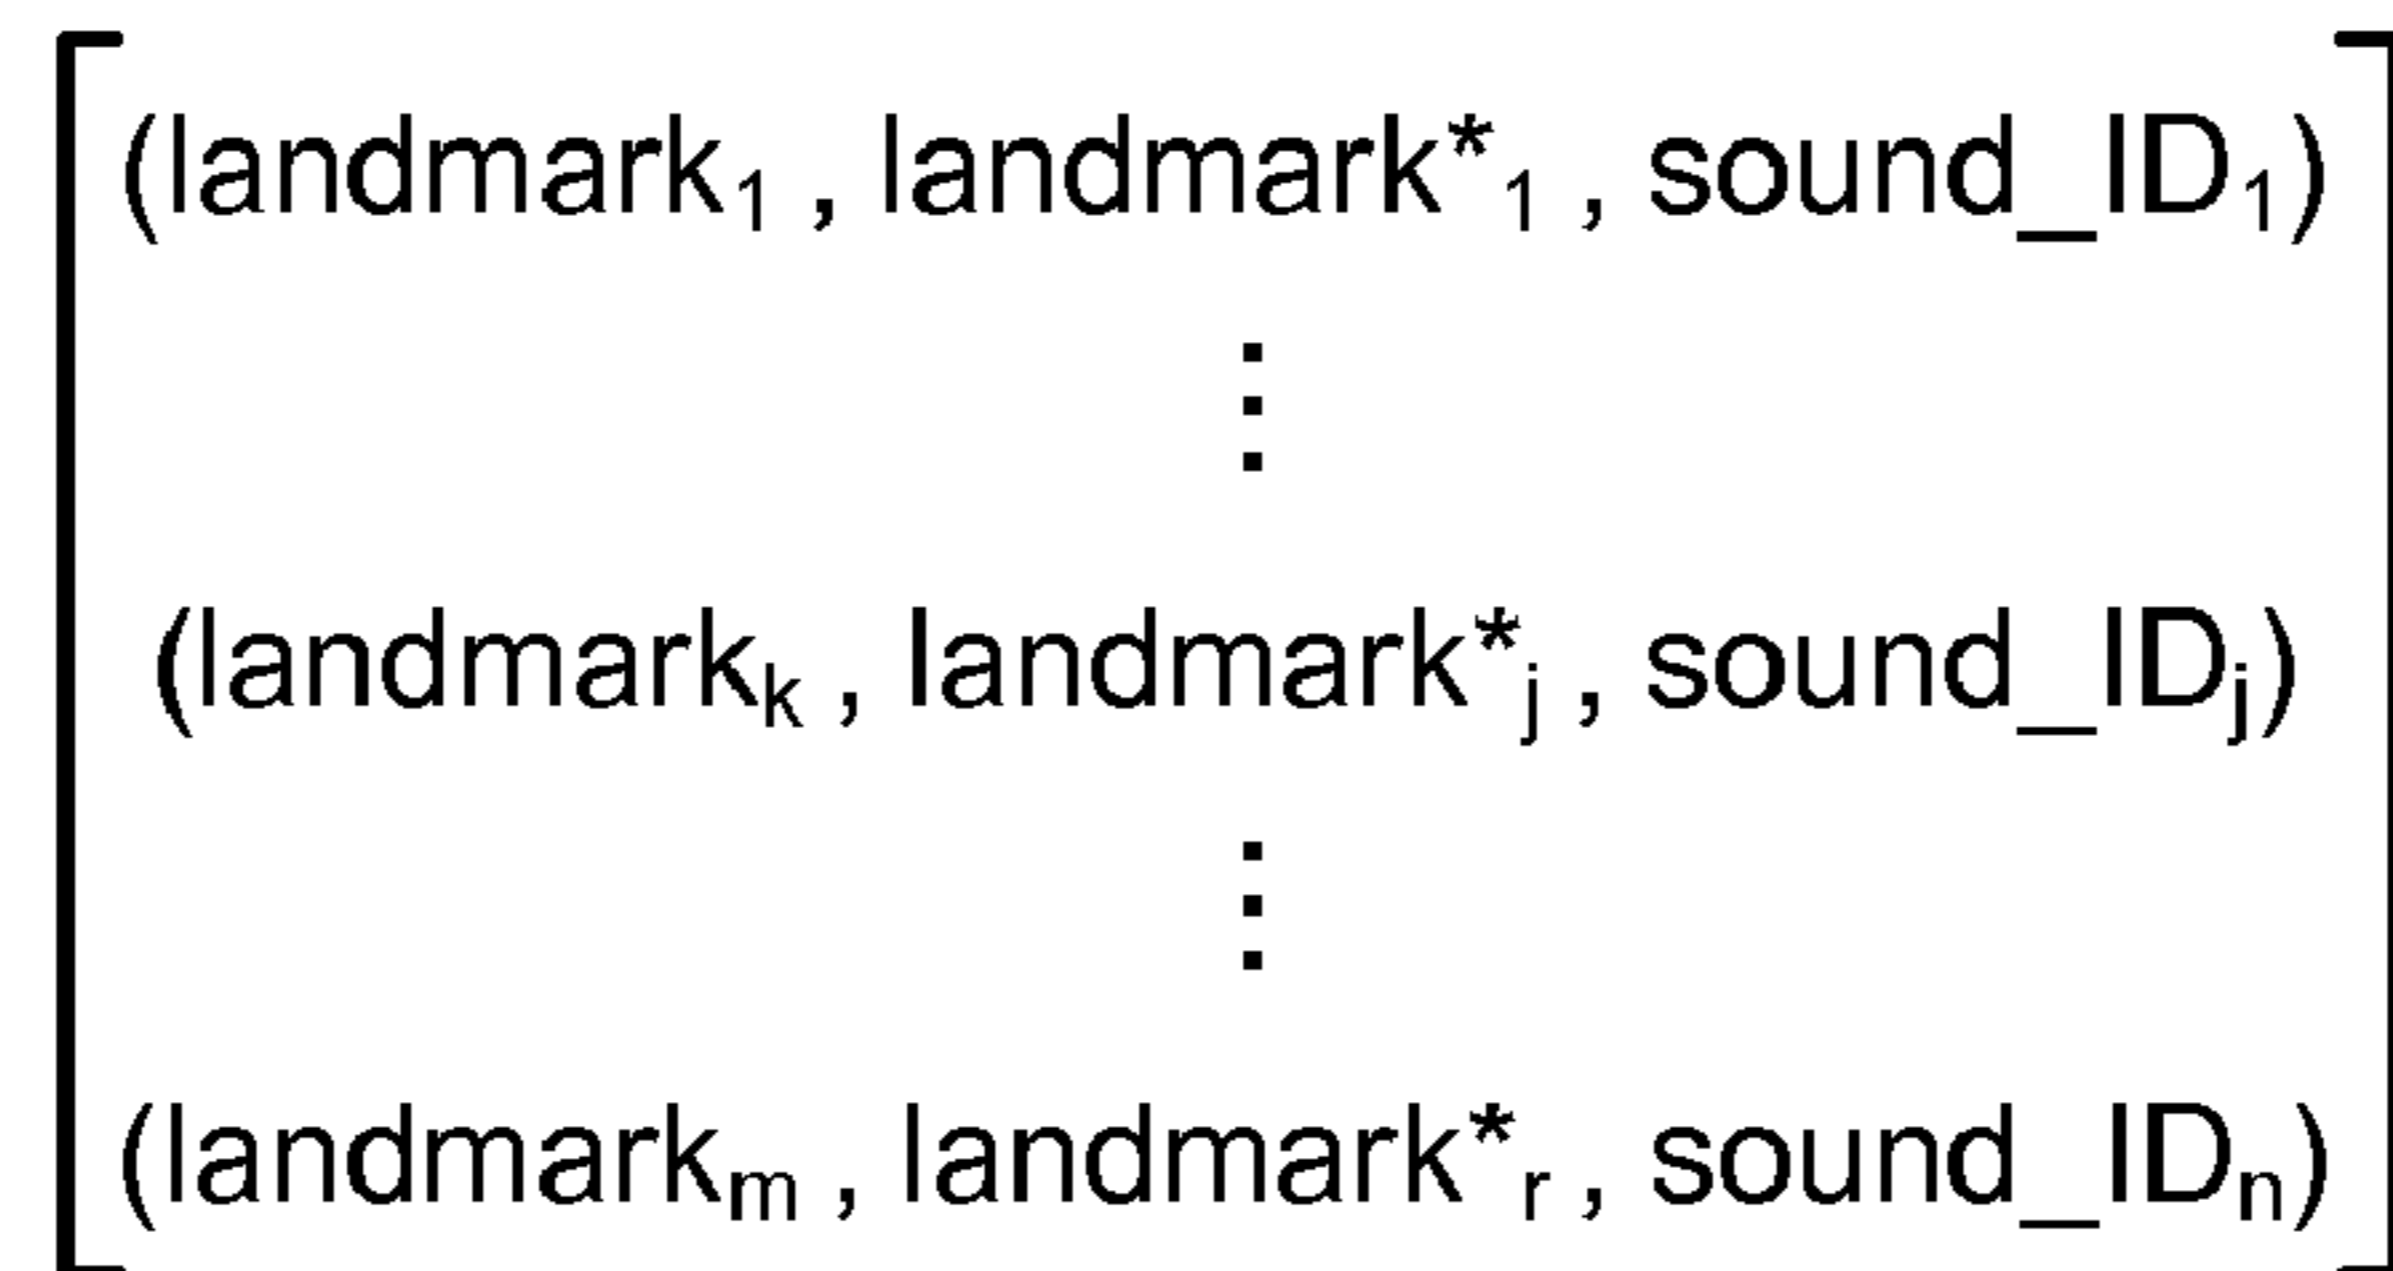 (landmark₁ , landmark*₁ , sound_ID₁)
⋮
(landmarkₖ , landmark*ⱼ , sound_IDⱼ)
⋮
(landmarkₘ , landmark*ᵣ , sound_IDₙ)